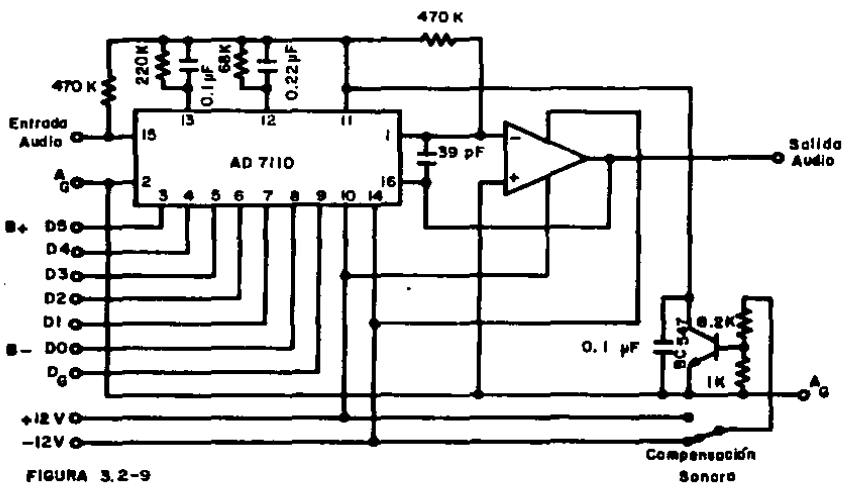 470 K
220K
0.1 µF
68K
0.22µF
470 K
13
12
11
Entrada
Audio
15
1
39 pF
−
+
Salida
Audio
AD 7110
A G
2
16
3 4 5 6 7 8 9 10 14
B+ D5
D4
D3
D2
D1
B- D0
D G
0.1 µF
BC 547
8.2K
1K
A G
+12 V
-12V
Compensación
Sonora
FIGURA 3.2-9